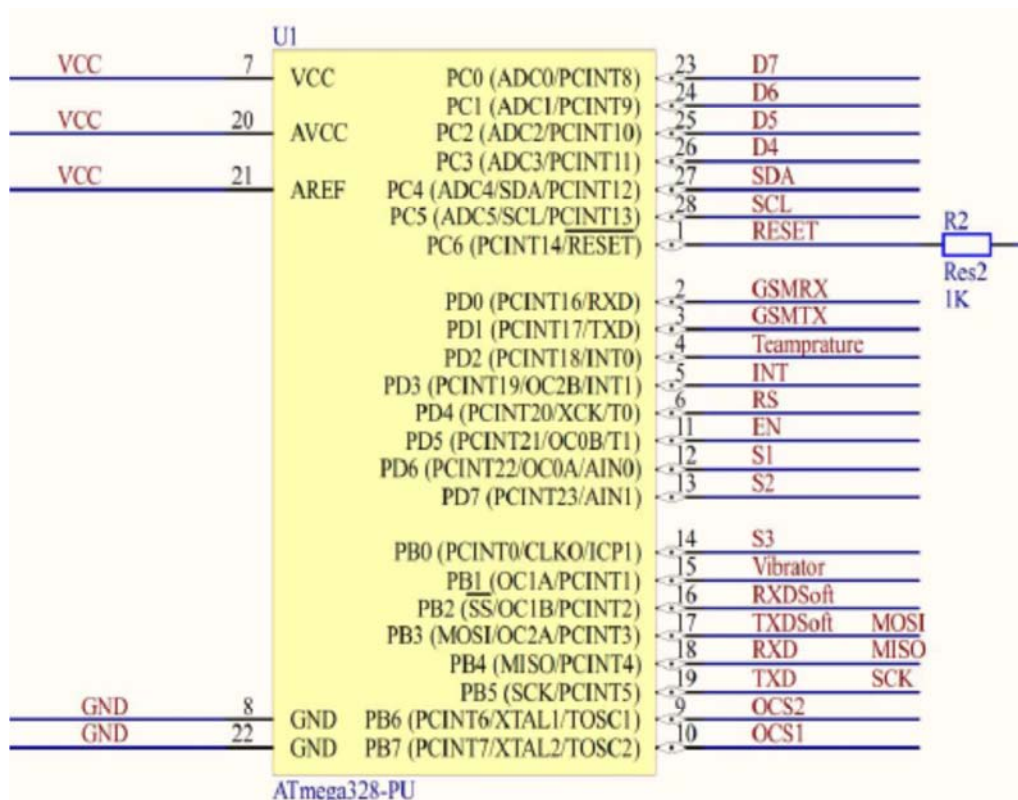 U1
VCC 7 VCC PC0 (ADC0/PCINT8) 23 D7
PC1 (ADC1/PCINT9) 24 D6
VCC 20 AVCC PC2 (ADC2/PCINT10) 25 D5
PC3 (ADC3/PCINT11) 26 D4
VCC 21 AREF PC4 (ADC4/SDA/PCINT12) 27 SDA
PC5 (ADC5/SCL/PCINT13) 28 SCL
PC6 (PCINT14/RESET) 1 RESET R2
Res2
1K
PD0 (PCINT16/RXD) 2 GSMRX
PD1 (PCINT17/TXD) 3 GSMTX
PD2 (PCINT18/INT0) 4 Teamprature
PD3 (PCINT19/OC2B/INT1) 5 INT
PD4 (PCINT20/XCK/T0) 6 RS
PD5 (PCINT21/OC0B/T1) 11 EN
PD6 (PCINT22/OC0A/AIN0) 12 S1
PD7 (PCINT23/AIN1) 13 S2
PB0 (PCINT0/CLKO/ICP1) 14 S3
PB1 (OC1A/PCINT1) 15 Vibrator
PB2 (SS/OC1B/PCINT2) 16 RXDSoft
PB3 (MOSI/OC2A/PCINT3) 17 TXDSoft MOSI
PB4 (MISO/PCINT4) 18 RXD MISO
PB5 (SCK/PCINT5) 19 TXD SCK
GND 8 GND PB6 (PCINT6/XTAL1/TOSC1) 9 OCS2
GND 22 GND PB7 (PCINT7/XTAL2/TOSC2) 10 OCS1
ATmega328-PU